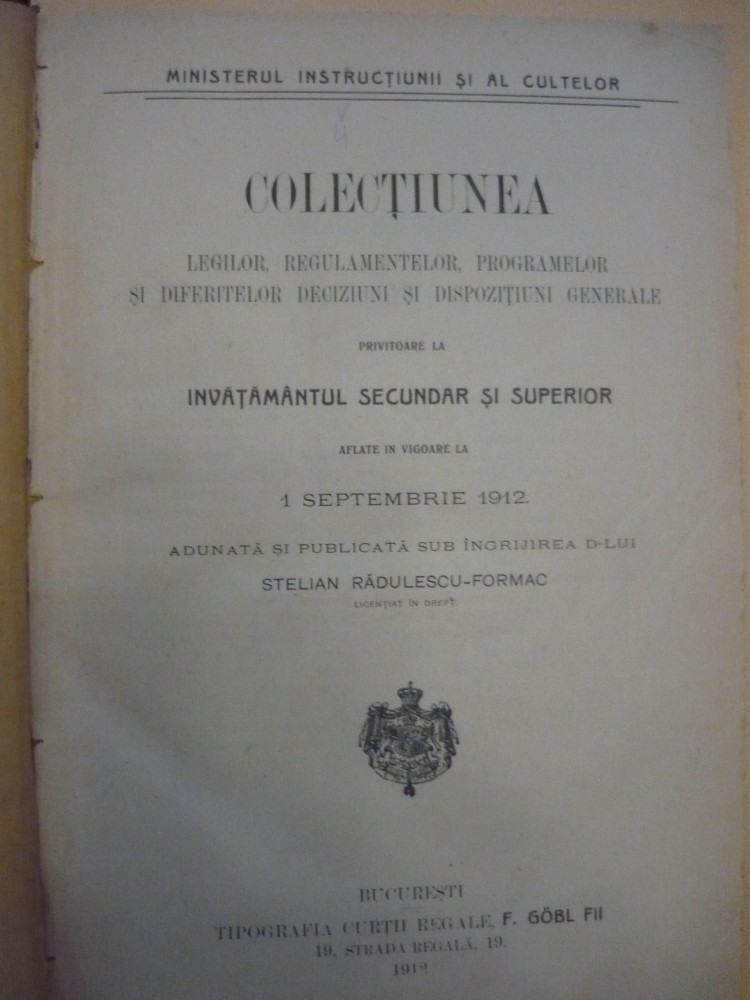 MINISTERUL INSTRUCȚIUNII ȘI AL CULTELOR
COLECȚIUNEA
LEGILOR, REGULAMENTELOR, PROGRAMELOR
ȘI DIFERITELOR DECIZIUNI ȘI DISPOZIȚIUNI GENERALE
PRIVITOARE LA
INVĂȚĂMÂNTUL SECUNDAR ȘI SUPERIOR
AFLATE IN VIGOARE LA
1 SEPTEMBRIE 1912.
ADUNATĂ ȘI PUBLICATĂ SUB ÎNGRIJIREA D-LUI
STELIAN RĂDULESCU-FORMAC
LICENȚIAT ÎN DREPT.
BUCUREȘTI
TIPOGRAFIA CURȚII REGALE, F. GÖBL FII
19, STRADA REGALĂ, 19.
1912